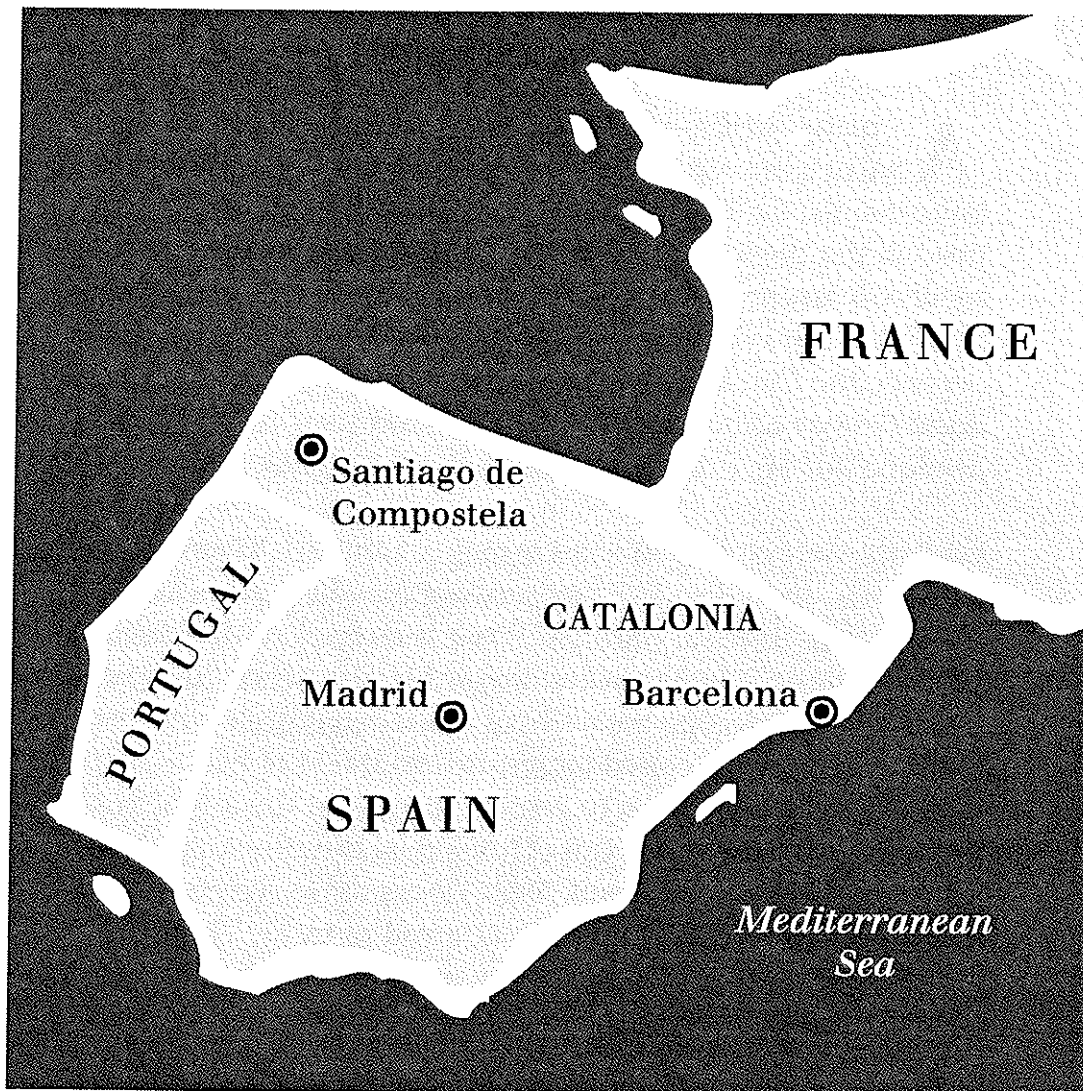 FRANCE
Santiago de
Compostela
PORTUGAL
CATALONIA
Madrid
Barcelona
SPAIN
Mediterranean
Sea